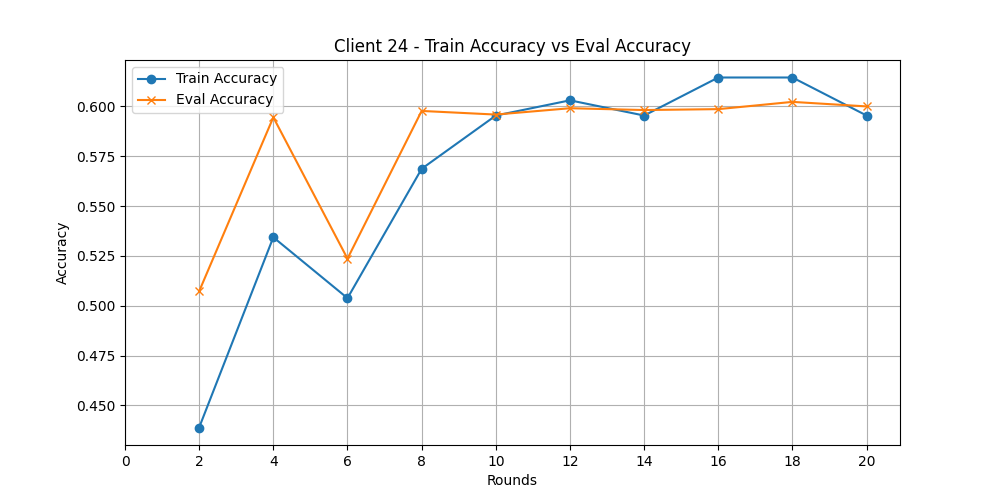 Client 24 - Train Accuracy vs Eval Accuracy
Train Accuracy
Eval Accuracy
0.600
0.575
0.550
0.525
0.500
0.475
0.450
Accuracy
0 2 4 6 8 10 12 14 16 18 20
Rounds